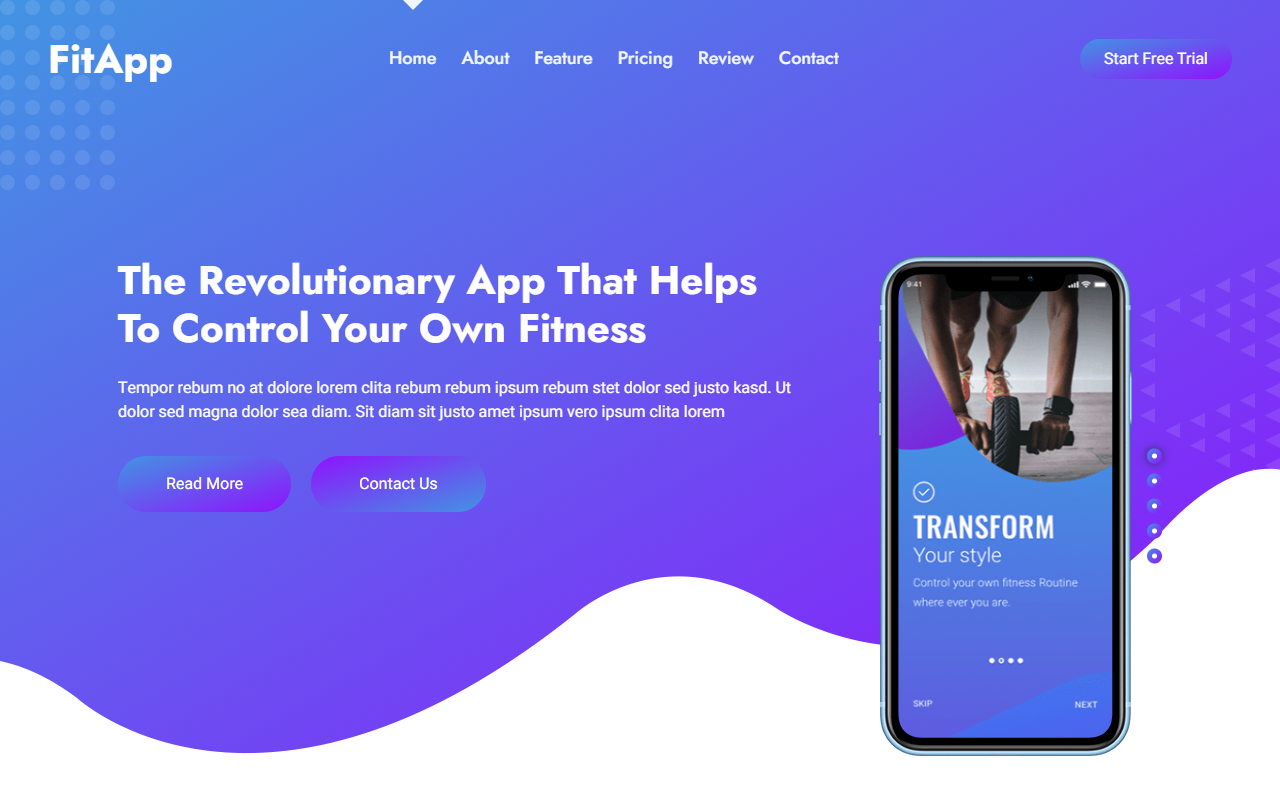 FitApp
Home About Feature Pricing Review Contact
Start Free Trial
The Revolutionary App That Helps
To Control Your Own Fitness
Tempor rebum no at dolore lorem clita rebum rebum ipsum rebum stet dolor sed justo kasd. Ut
dolor sed magna dolor sea diam. Sit diam sit justo amet ipsum vero ipsum clita lorem
Read More Contact Us
9:41
TRANSFORM
Your style
Control your own fitness Routine
where ever you are.
SKIP NEXT